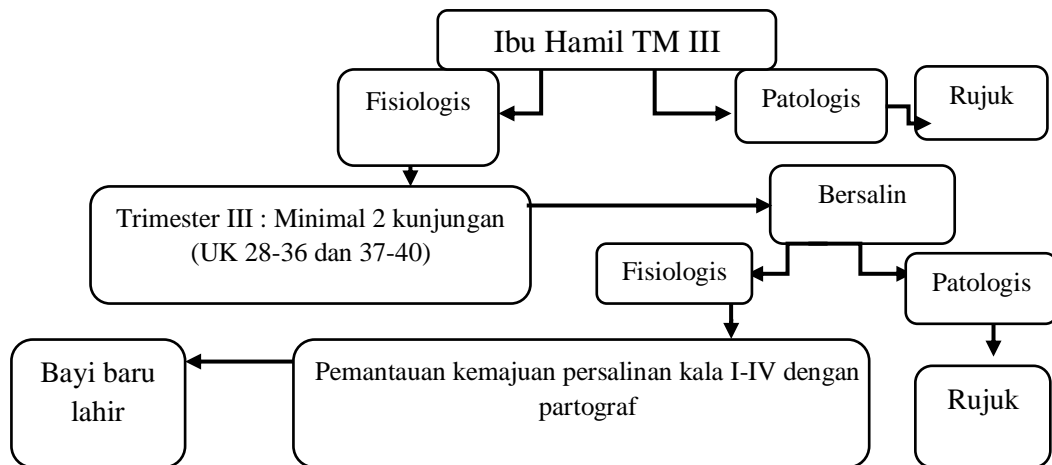 Ibu Hamil TM III
Fisiologis
Patologis
Rujuk
Trimester III : Minimal 2 kunjungan
(UK 28-36 dan 37-40)
Bersalin
Fisiologis
Patologis
Bayi baru
lahir
Pemantauan kemajuan persalinan kala I-IV dengan
partograf
Rujuk